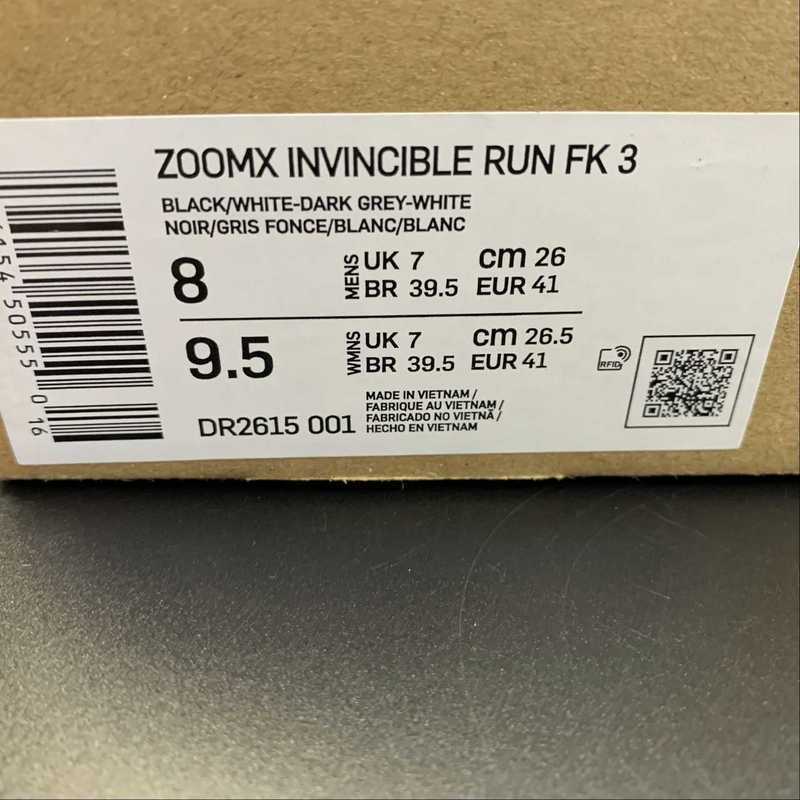 ZOOMX INVINCIBLE RUN FK 3
BLACK/WHITE-DARK GREY-WHITE
NOIR/GRIS FONCE/BLANC/BLANC
8 MENS UK 7 cm 26
BR 39.5 EUR 41
9.5 WMNS UK 7 cm 26.5
BR 39.5 EUR 41
RFID
DR2615 001
MADE IN VIETNAM /
FABRIQUE AU VIETNAM /
FABRICADO NO VIETNÃ /
HECHO EN VIETNAM
50555 016